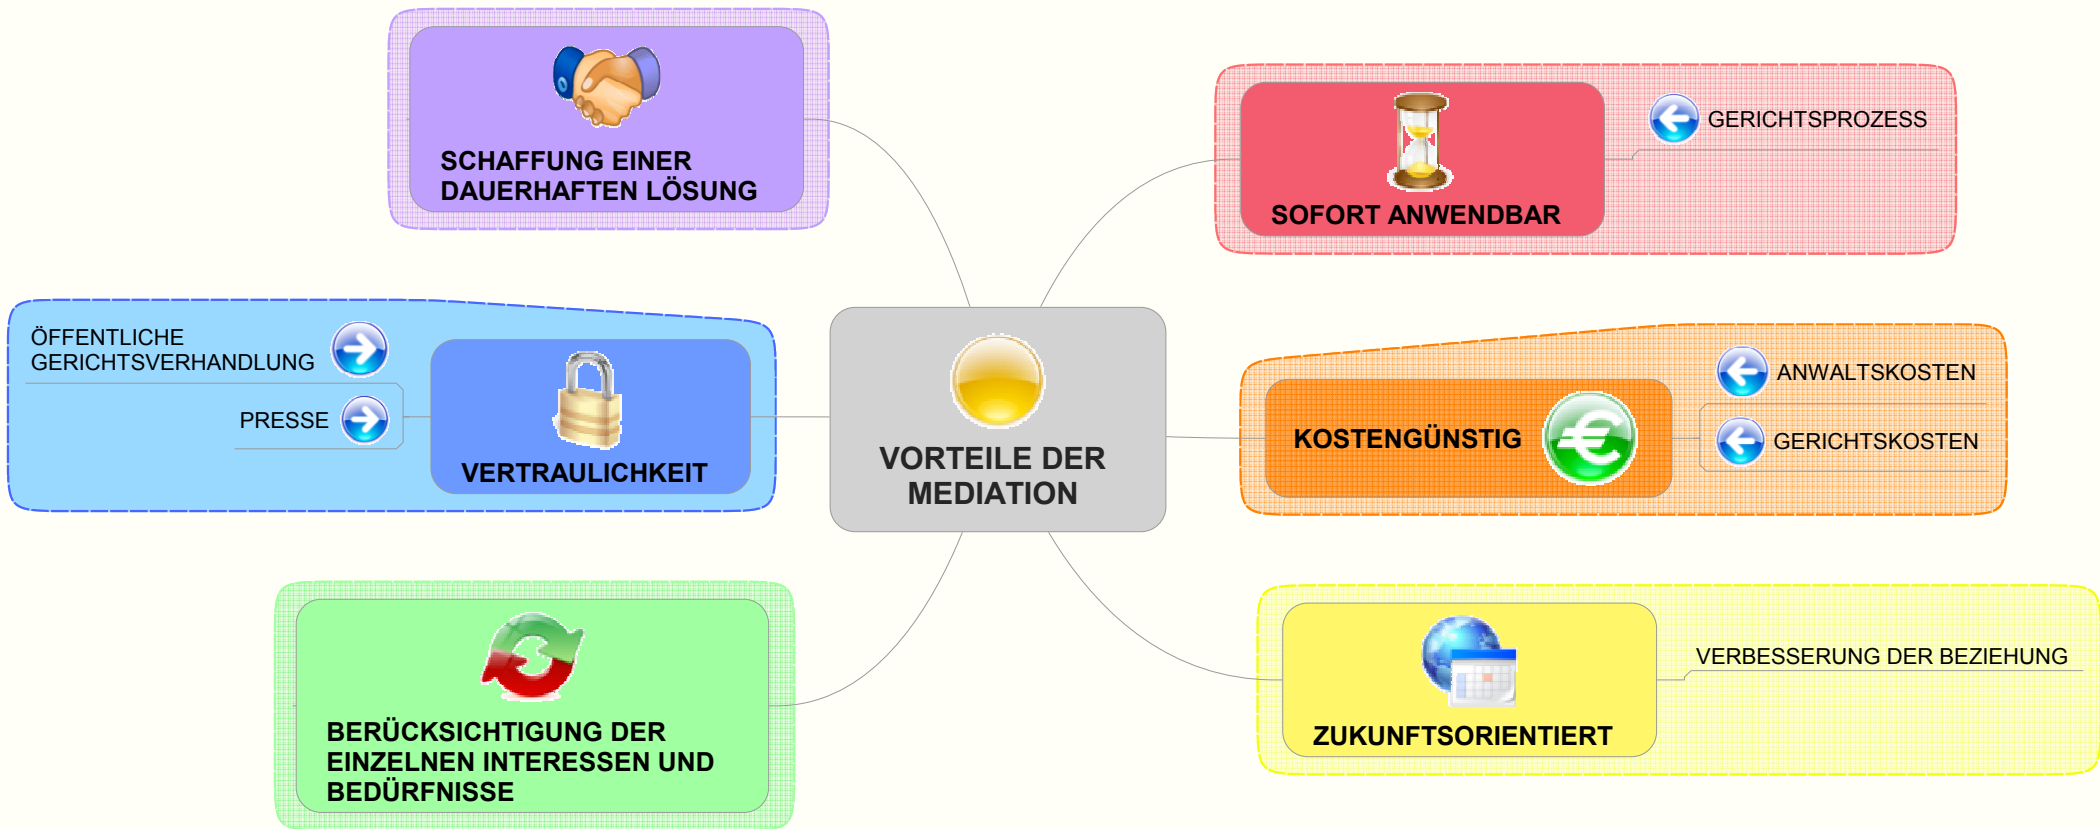 SCHAFFUNG EINER
DAUERHAFTEN LÖSUNG
SOFORT ANWENDBAR
GERICHTSPROZESS
ÖFFENTLICHE
GERICHTSVERHANDLUNG
PRESSE
VERTRAULICHKEIT
VORTEILE DER
MEDIATION
KOSTENGÜNSTIG
ANWALTSKOSTEN
GERICHTSKOSTEN
BERÜCKSICHTIGUNG DER
EINZELNEN INTERESSEN UND
BEDÜRFNISSE
ZUKUNFTSORIENTIERT
VERBESSERUNG DER BEZIEHUNG